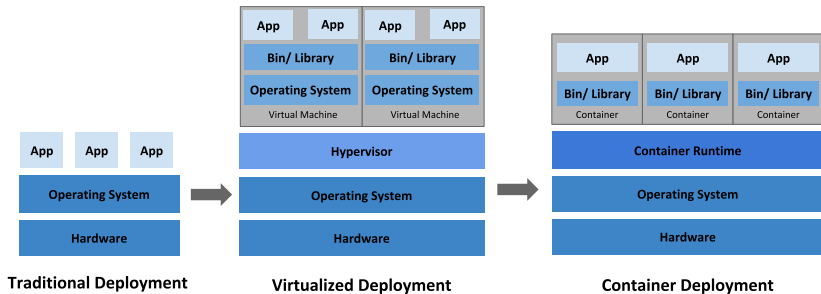 App
App
App
Operating System
Hardware
Traditional Deployment
App
App
Bin/ Library
Operating System
Virtual Machine
App
App
Bin/ Library
Operating System
Virtual Machine
Hypervisor
Operating System
Hardware
Virtualized Deployment
App
Bin/ Library
Container
App
Bin/ Library
Container
App
Bin/ Library
Container
Container Runtime
Operating System
Hardware
Container Deployment